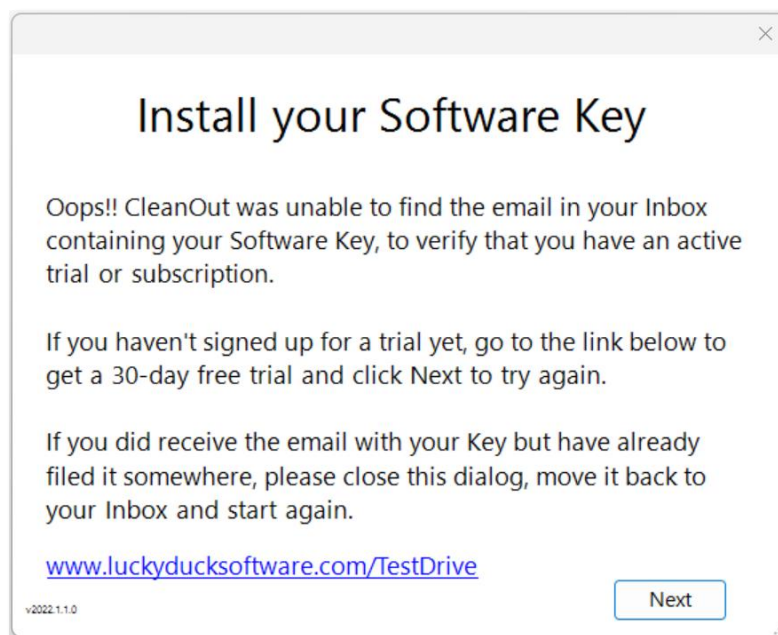 Install your Software Key
Oops!! CleanOut was unable to find the email in your Inbox
containing your Software Key, to verify that you have an active
trial or subscription.
If you haven't signed up for a trial yet, go to the link below to
get a 30-day free trial and click Next to try again.
If you did receive the email with your Key but have already
filed it somewhere, please close this dialog, move it back to
your Inbox and start again.
www.luckyducksoftware.com/TestDrive
Next
v2022.1.1.0